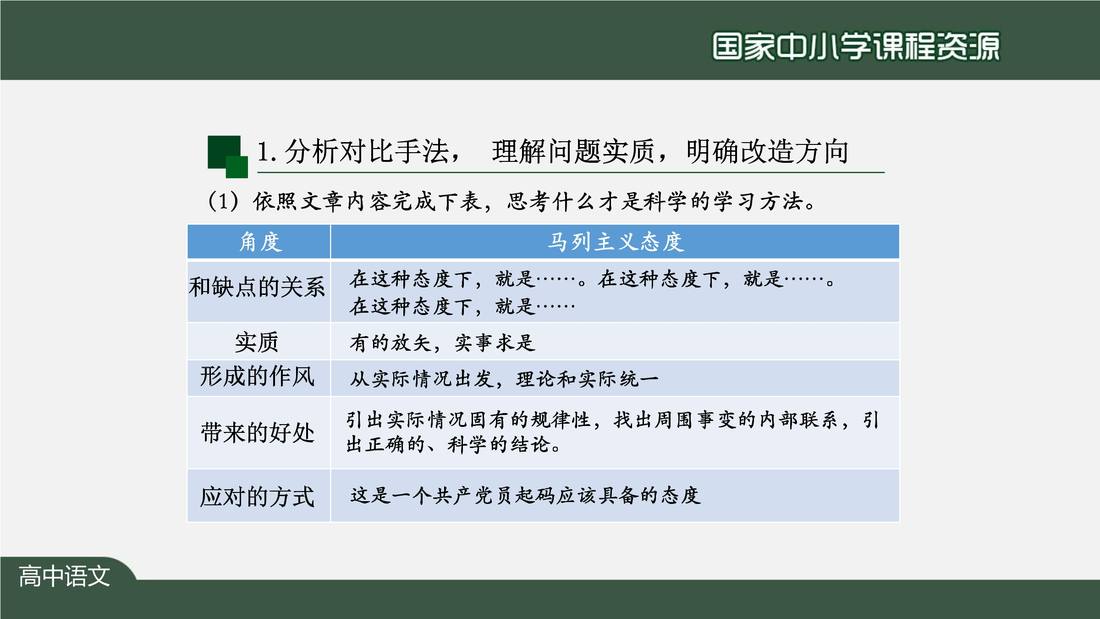 国家中小学课程资源
1.分析对比手法， 理解问题实质，明确改造方向
（1）依照文章内容完成下表，思考什么才是科学的学习方法。
角度
马列主义态度
和缺点的关系
在这种态度下，就是……。在这种态度下，就是……。
在这种态度下，就是……
实质
有的放矢，实事求是
形成的作风
从实际情况出发，理论和实际统一
带来的好处
引出实际情况固有的规律性，找出周围事变的内部联系，引
出正确的、科学的结论。
应对的方式
这是一个共产党员起码应该具备的态度
高中语文